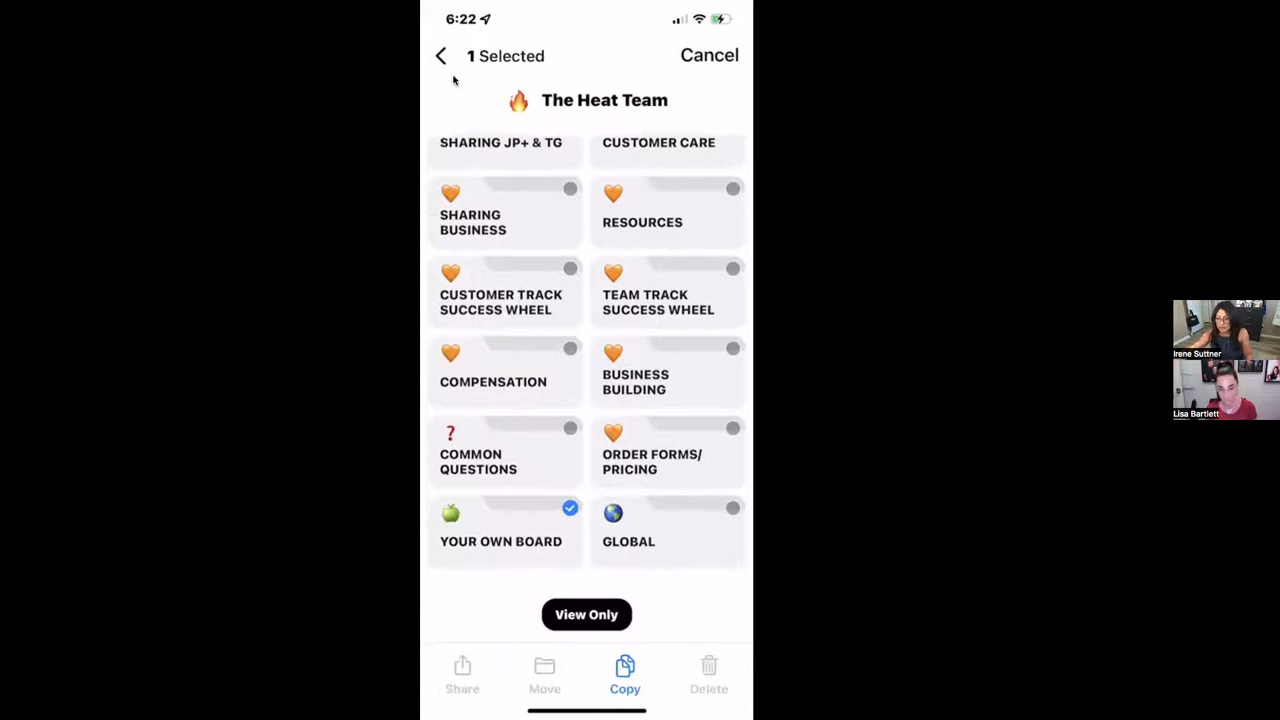 6:22
1 Selected
Cancel
The Heat Team
SHARING JP+ & TG
CUSTOMER CARE
SHARING
BUSINESS
RESOURCES
CUSTOMER TRACK
SUCCESS WHEEL
TEAM TRACK
SUCCESS WHEEL
COMPENSATION
BUSINESS
BUILDING
COMMON
QUESTIONS
ORDER FORMS/
PRICING
YOUR OWN BOARD
GLOBAL
View Only
Share
Move
Copy
Delete
Irene Suttner
Lisa Bartlett